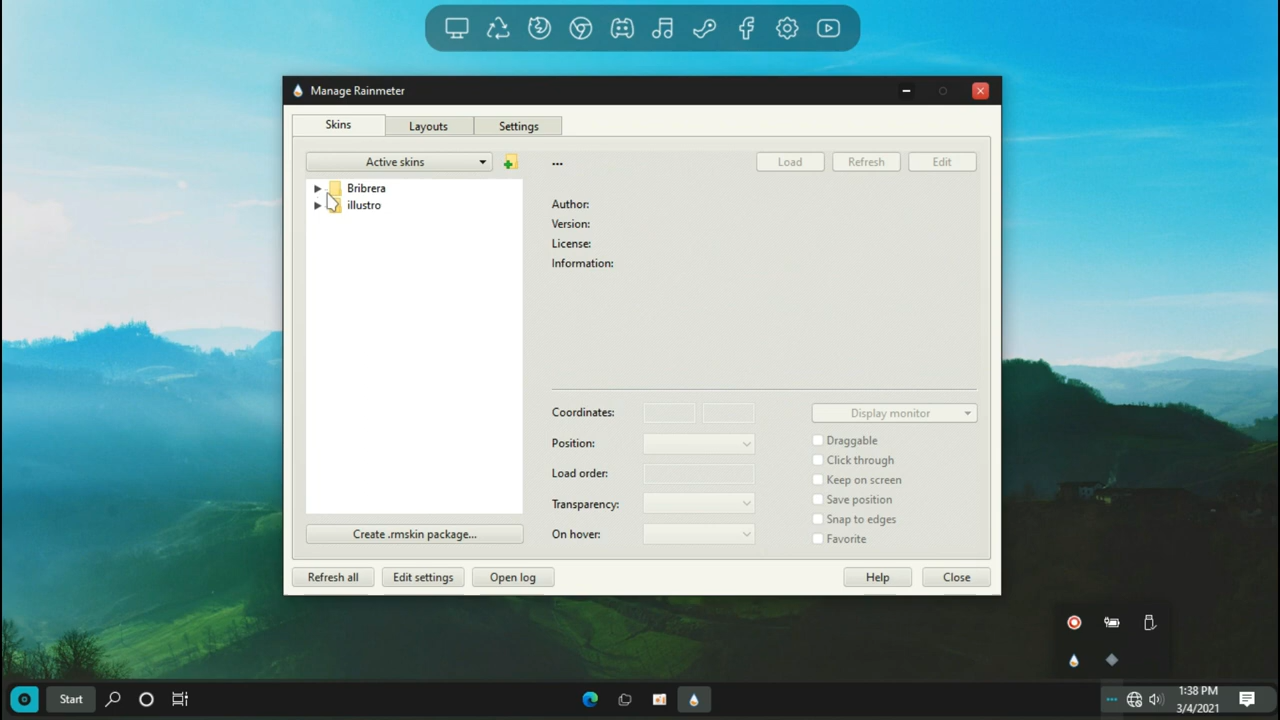 Manage Rainmeter
Skins
Layouts
Settings
Active skins
...
Load
Refresh
Edit
Bribrera
illustro
Author:
Version:
License:
Information:
Coordinates:
Display monitor
Position:
Draggable
Click through
Load order:
Keep on screen
Save position
Transparency:
Snap to edges
On hover:
Favorite
Create .rmskin package...
Refresh all
Edit settings
Open log
Help
Close
Start
1:38 PM
3/4/2021